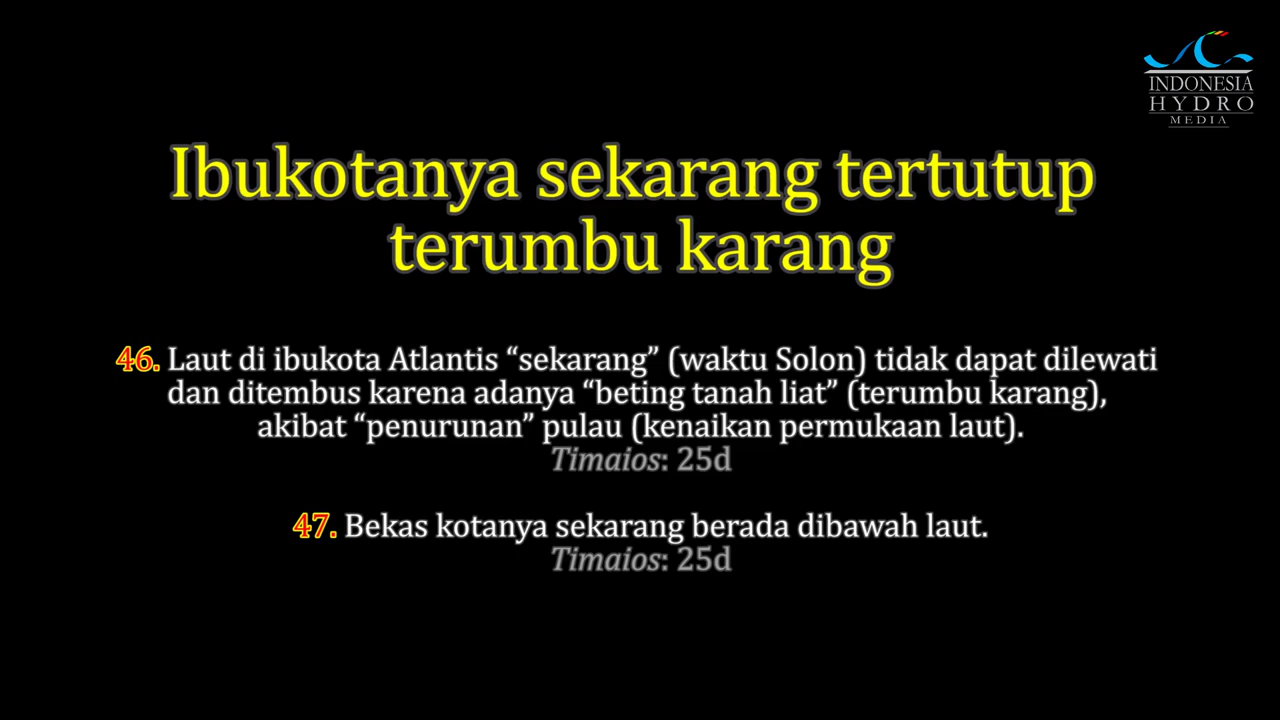 INDONESIA
HYDRO
MEDIA
Ibukotanya sekarang tertutup
terumbu karang
46. Laut di ibukota Atlantis “sekarang” (waktu Solon) tidak dapat dilewati
dan ditembus karena adanya “beting tanah liat” (terumbu karang),
akibat “penurunan” pulau (kenaikan permukaan laut).
Timaios: 25d
47. Bekas kotanya sekarang berada dibawah laut.
Timaios: 25d